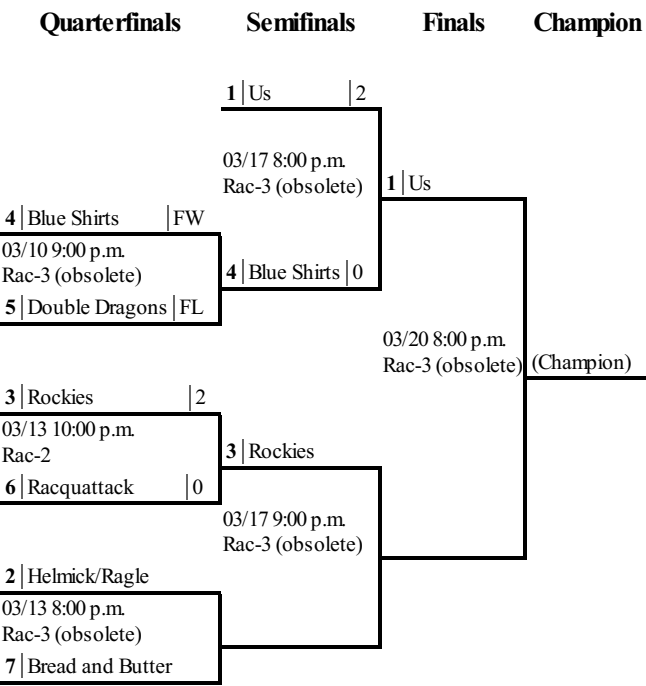 Quarterfinals Semifinals Finals Champion
1 Us 2
03/17 8:00 p.m.
Rac-3 (obsolete)
1 Us
4 Blue Shirts FW
03/10 9:00 p.m.
Rac-3 (obsolete)
4 Blue Shirts 0
5 Double Dragons FL
03/20 8:00 p.m.
Rac-3 (obsolete)
(Champion)
3 Rockies 2
03/13 10:00 p.m.
Rac-2
3 Rockies
6 Racquattack 0
03/17 9:00 p.m.
Rac-3 (obsolete)
2 Helmick/Ragle
03/13 8:00 p.m.
Rac-3 (obsolete)
7 Bread and Butter